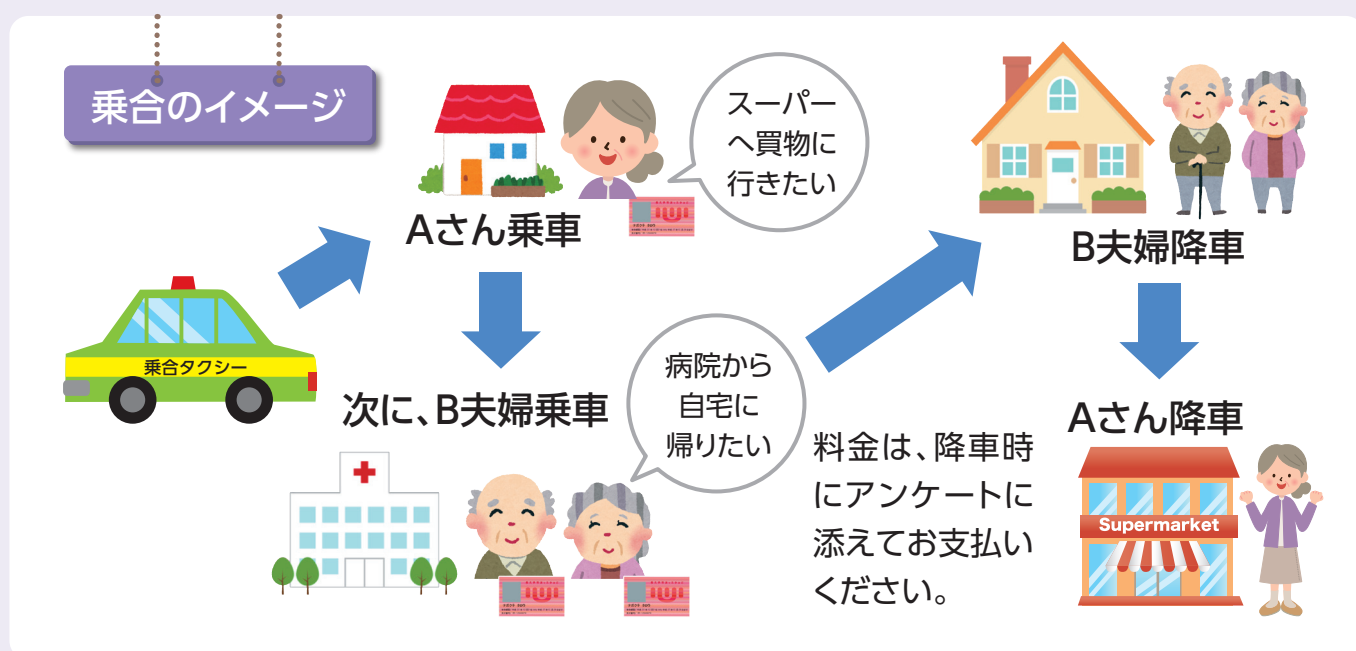 乗合のイメージ
スーパー
へ買物に
行きたい
Aさん乗車
B夫婦降車
乗合タクシー
病院から
自宅に
帰りたい
次に、B夫婦乗車
Aさん降車
料金は、降車時
にアンケートに
添えてお支払い
ください。
Supermarket